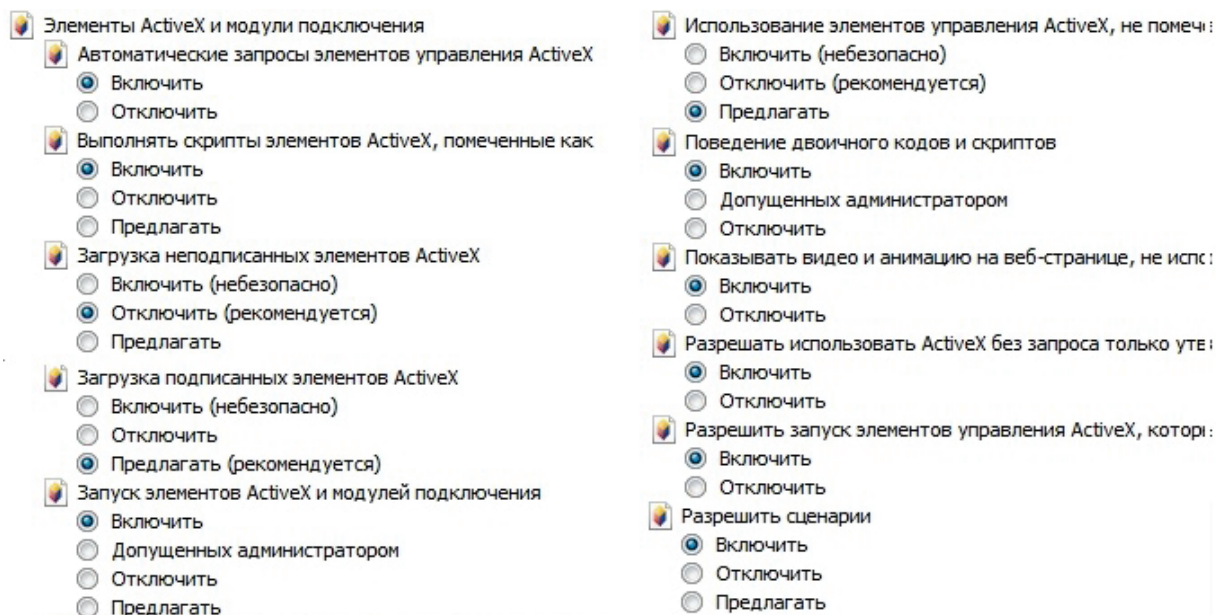 Элементы ActiveX и модули подключения
Автоматические запросы элементов управления ActiveX
Включить
Отключить
Выполнять скрипты элементов ActiveX, помеченные как
Включить
Отключить
Предлагать
Загрузка неподписанных элементов ActiveX
Включить (небезопасно)
Отключить (рекомендуется)
Предлагать
Загрузка подписанных элементов ActiveX
Включить (небезопасно)
Отключить
Предлагать (рекомендуется)
Запуск элементов ActiveX и модулей подключения
Включить
Допущенных администратором
Отключить
Предлагать
Использование элементов управления ActiveX, не
Включить (небезопасно)
Отключить (рекомендуется)
Предлагать
Поведение двоичного кодов и скриптов
Включить
Допущенных администратором
Отключить
Показывать видео и анимацию на веб-странице, не
Включить
Отключить
Разрешать использовать ActiveX без запроса только
Включить
Отключить
Разрешить запуск элементов управления ActiveX,
Включить
Отключить
Разрешить сценарии
Включить
Отключить
Предлагать